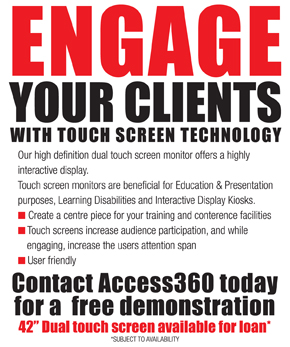 ENGAGE
YOUR CLIENTS
WITH TOUCH SCREEN TECHNOLOGY
Our high definition dual touch screen monitor offers a highly
interactive display.
Touch screen monitors are beneficial for Education & Presentation
purposes, Learning Disabilities and Interactive Display Kiosks.
Create a centre piece for your training and conference facilities
Touch screens increase audience participation, and while
engaging, increase the users attention span
User friendly
Contact Access360 today
for a free demonstration
42” Dual touch screen available for loan*
*SUBJECT TO AVAILABILITY